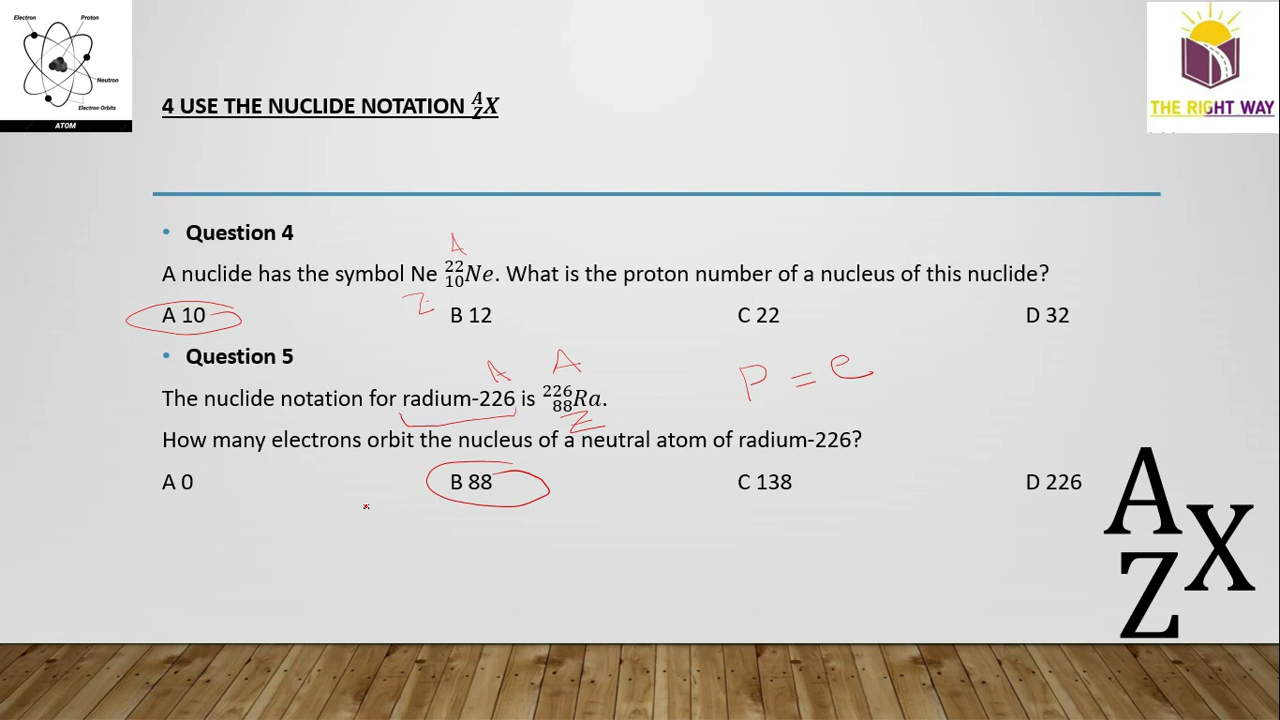 Electron
Proton
Neutron
Electron Orbits
ATOM
THE RIGHT WAY
4 USE THE NUCLIDE NOTATION ᴬ_ZX
• Question 4
A
A nuclide has the symbol Ne ²²₁₀Ne. What is the proton number of a nucleus of this nuclide?
Z
A 10 B 12 C 22 D 32
• Question 5
A A
P = e
The nuclide notation for radium-226 is ²²⁶₈₈Ra.
Z
How many electrons orbit the nucleus of a neutral atom of radium-226?
A 0 B 88 C 138 D 226
A
X
Z